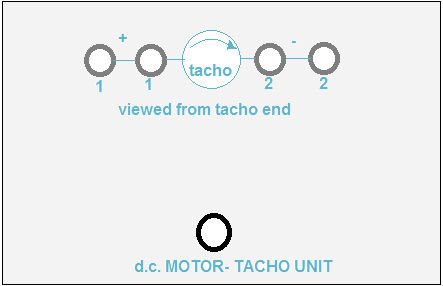 + -
tacho
1 1 2 2
viewed from tacho end
d.c. MOTOR- TACHO UNIT